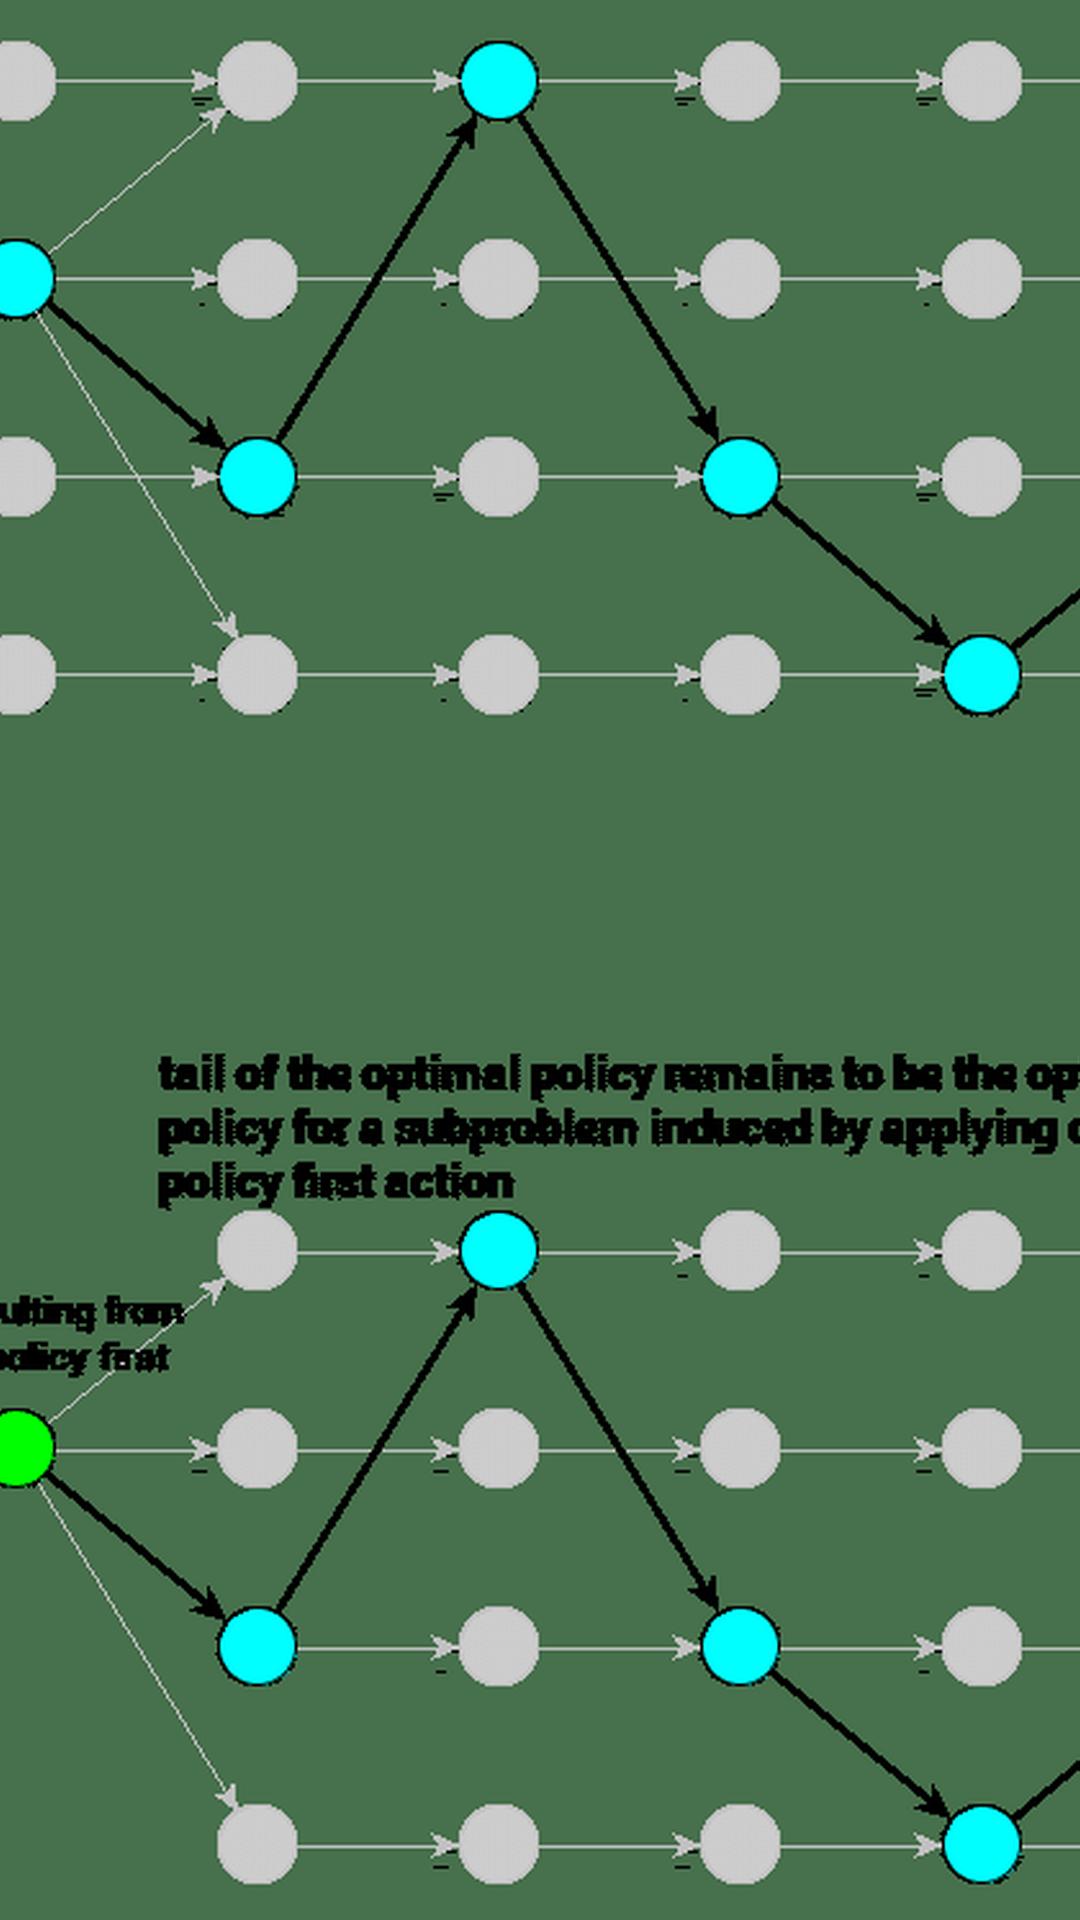 tail of the optimal policy remains to be the op
policy for a subproblem induced by applying
policy first action
ulting from
policy first